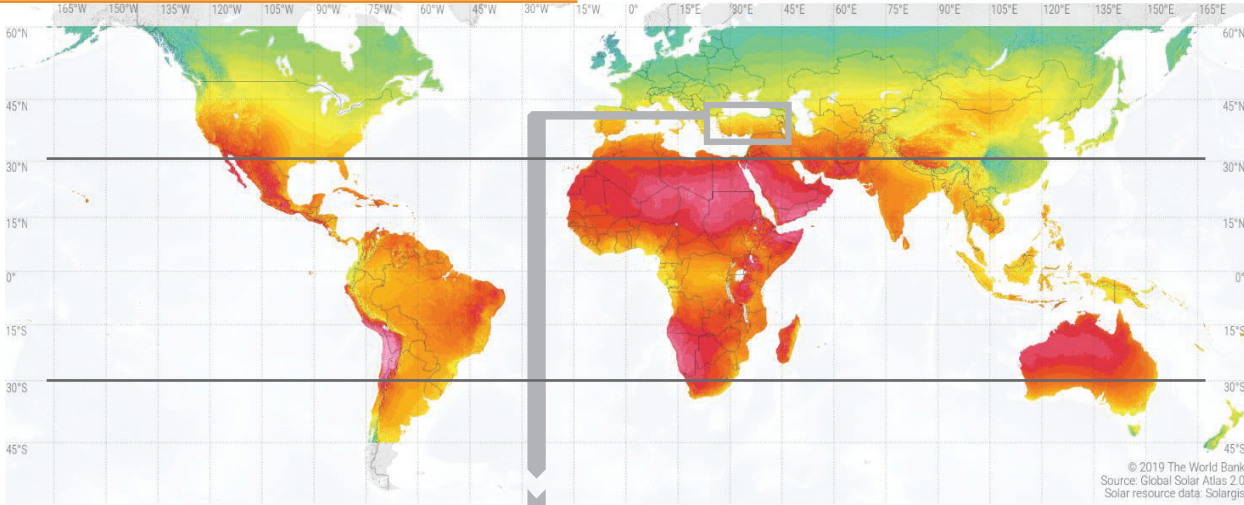 165°W 150°W 135°W 120°W 105°W 90°W 75°W 60°W 45°W 30°W 15°W 0° 15°E 30°E 45°E 60°E 75°E 90°E 105°E 120°E 135°E 150°E 165°E
60°N 60°N
45°N 45°N
30°N 30°N
15°N 15°N
0° 0°
15°S 15°S
30°S 30°S
45°S 45°S
© 2019 The World Bank
Source: Global Solar Atlas 2.0
Solar resource data: Solargis